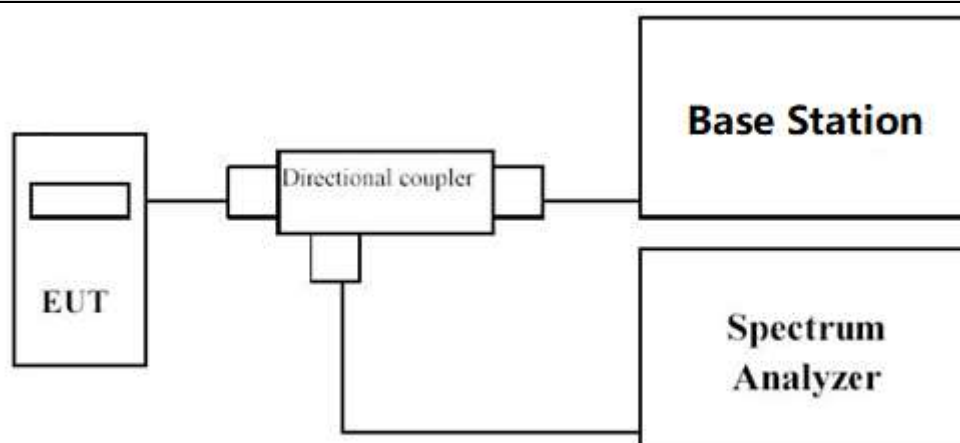 Base Station
Directional coupler
EUT
Spectrum
Analyzer